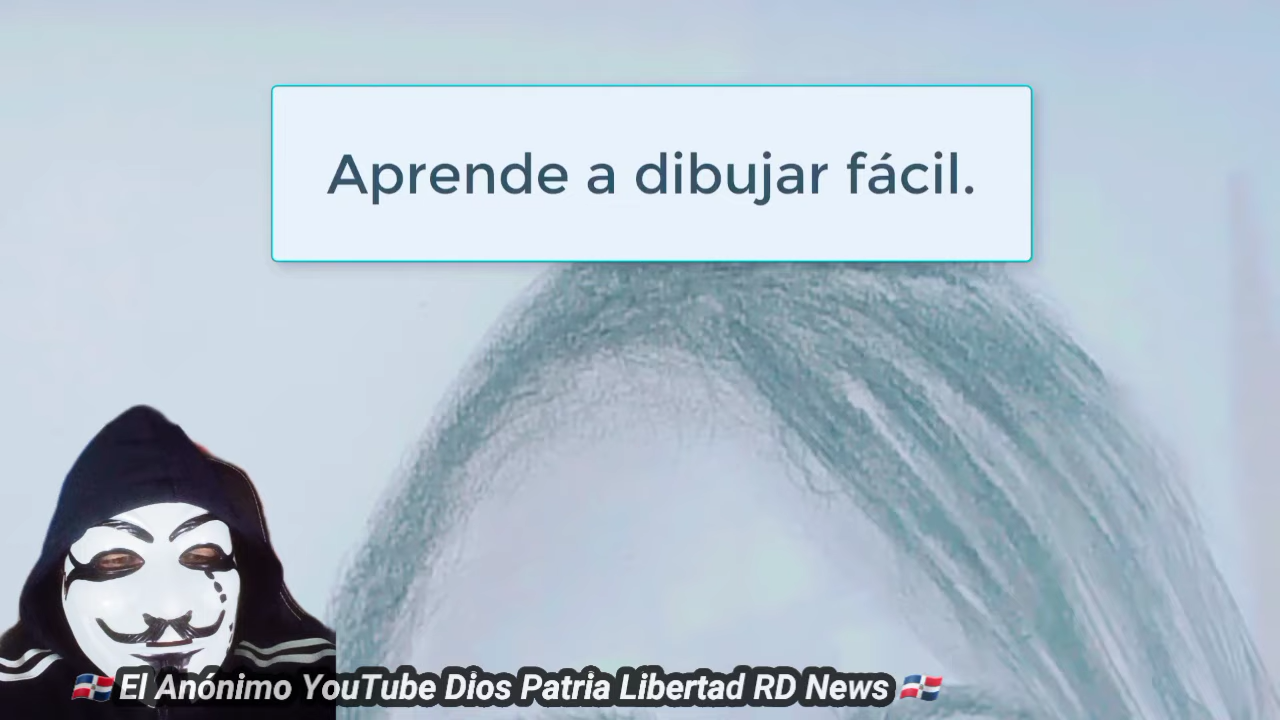 Aprende a dibujar fácil.
🇩🇴El Anónimo YouTube Dios Patria Libertad RD News 🇩🇴